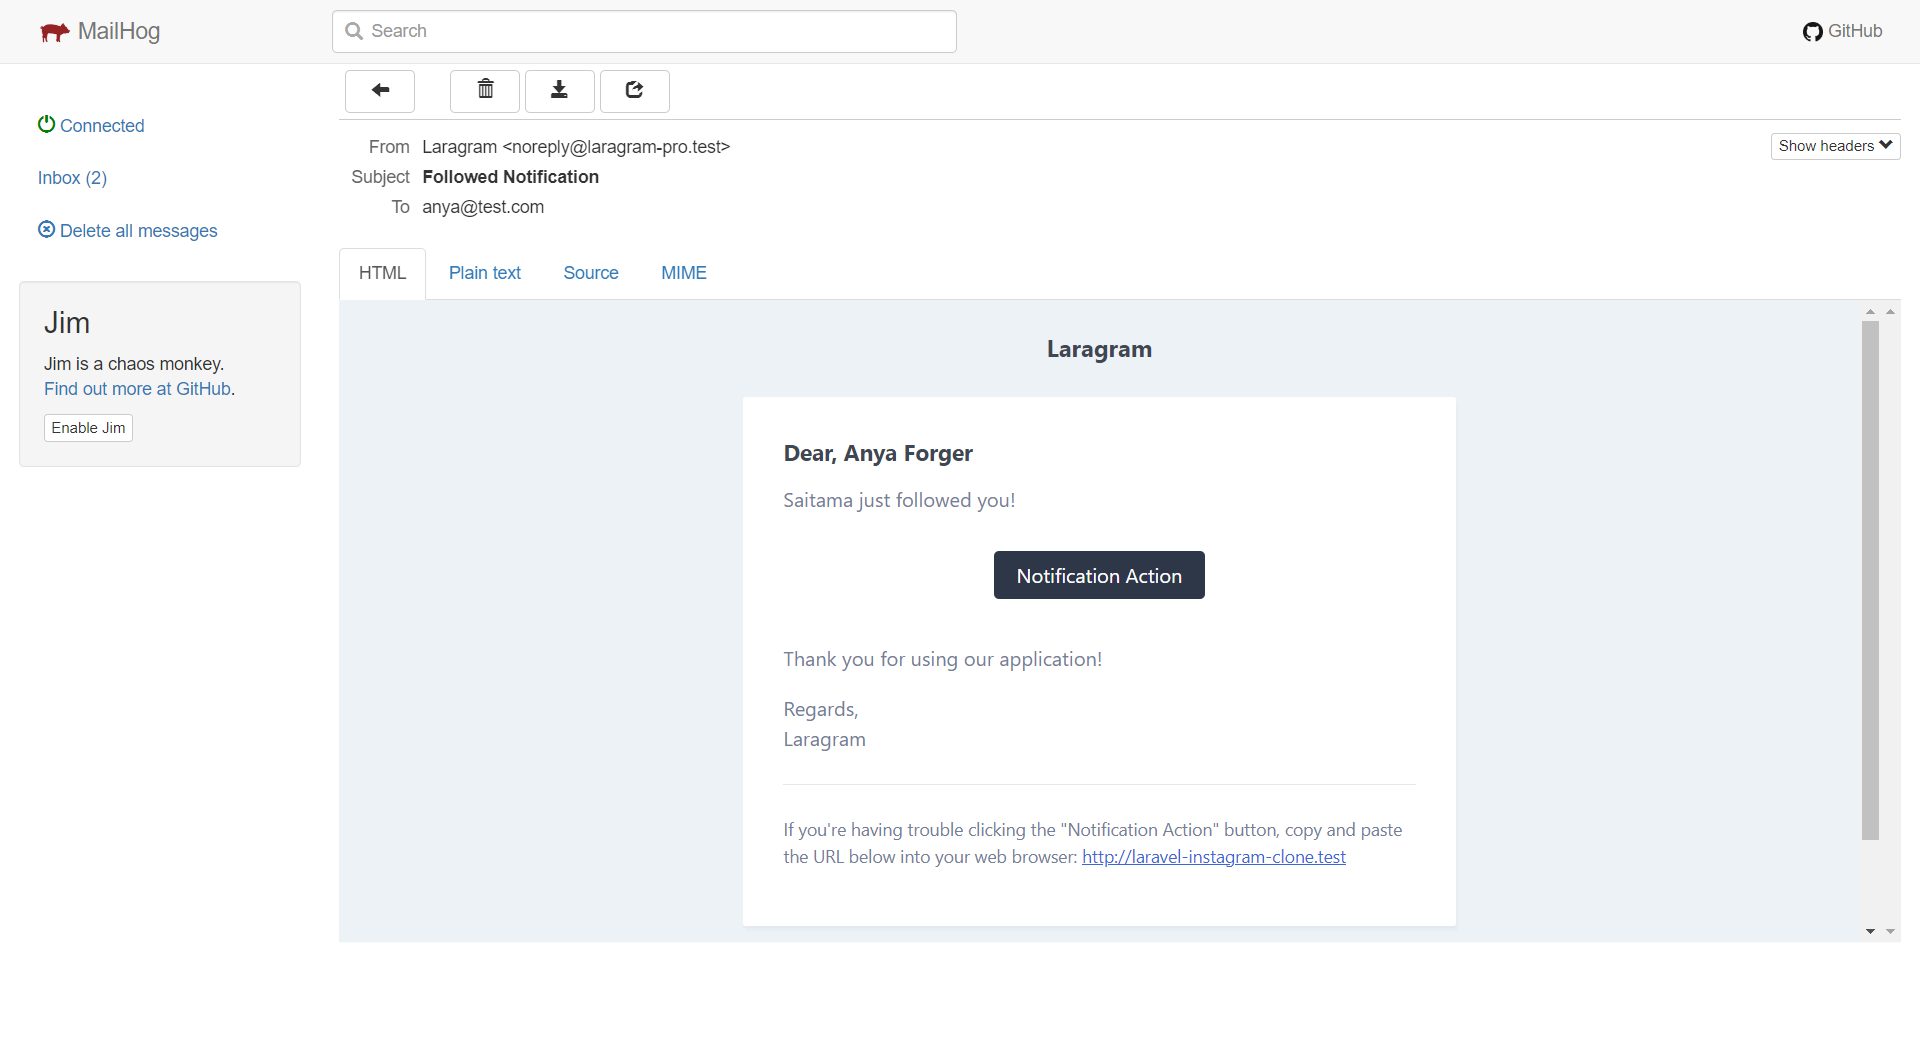 MailHog
Search
GitHub
Connected
Inbox (2)
Delete all messages
Jim
Jim is a chaos monkey.
Find out more at GitHub.
Enable Jim
From Laragram <noreply@laragram-pro.test>
Show headers
Subject Followed Notification
To anya@test.com
HTML Plain text Source MIME
Laragram
Dear, Anya Forger
Saitama just followed you!
Notification Action
Thank you for using our application!
Regards,
Laragram
If you're having trouble clicking the "Notification Action" button, copy and paste
the URL below into your web browser: http://laravel-instagram-clone.test